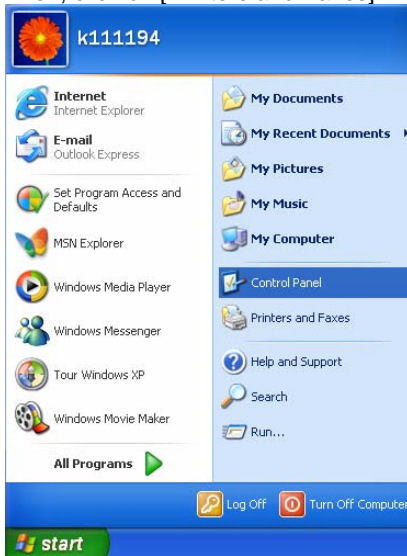 k111194
Internet
Internet Explorer
E-mail
Outlook Express
Set Program Access and
Defaults
MSN Explorer
Windows Media Player
Windows Messenger
Tour Windows XP
Windows Movie Maker
All Programs
My Documents
My Recent Documents
My Pictures
My Music
My Computer
Control Panel
Printers and Faxes
Help and Support
Search
Run...
Log Off
Turn Off Computer
start